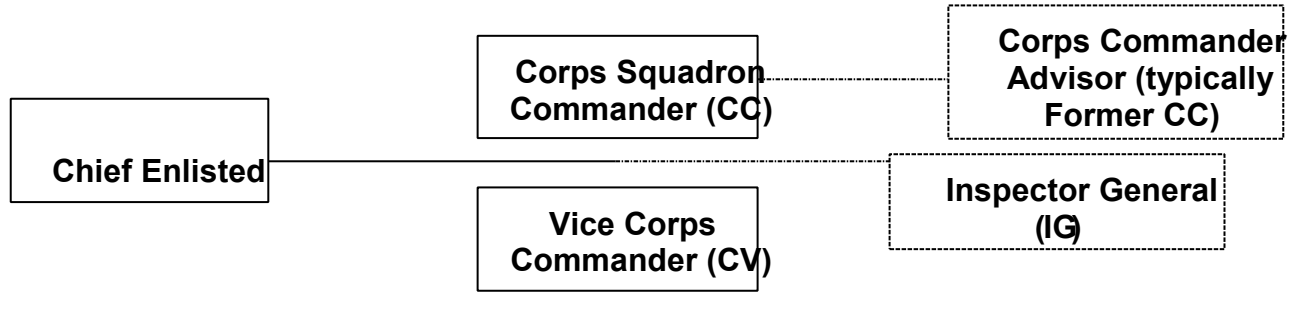 Corps Squadron
Commander (CC)
Corps Commander
Advisor (typically
Former CC)
Chief Enlisted
Inspector General
(IG)
Vice Corps
Commander (CV)